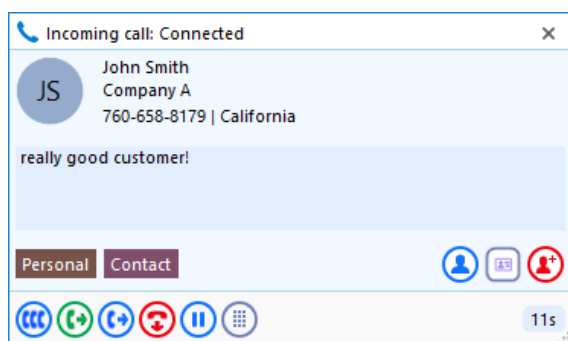 Incoming call: Connected
John Smith
JS
Company A
760-658-8179 | California
really good customer!
Personal Contact
11s